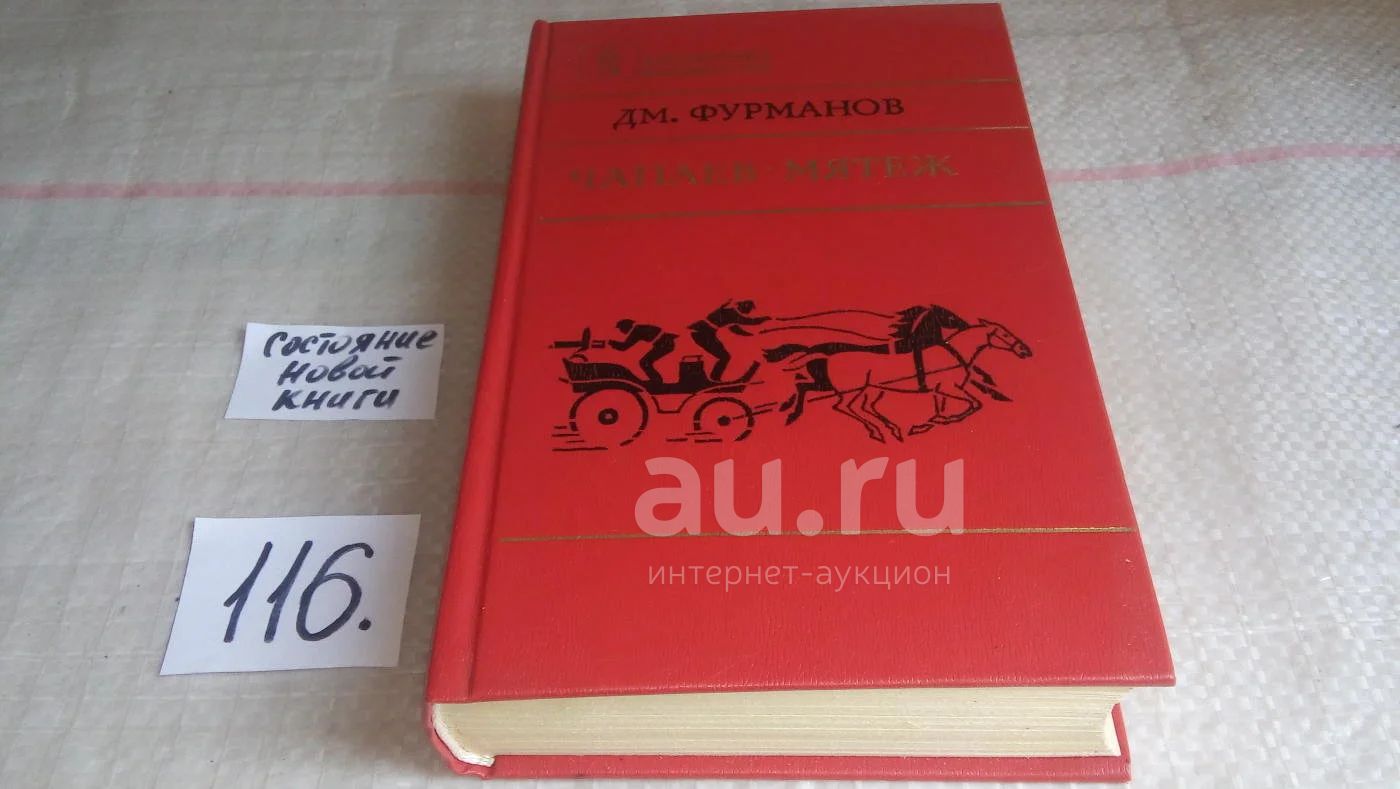 ДМ. ФУРМАНОВ
ЧАПАЕВ · МЯТЕЖ
Состояние
новой
книги
116.
au.ru
интернет-аукцион